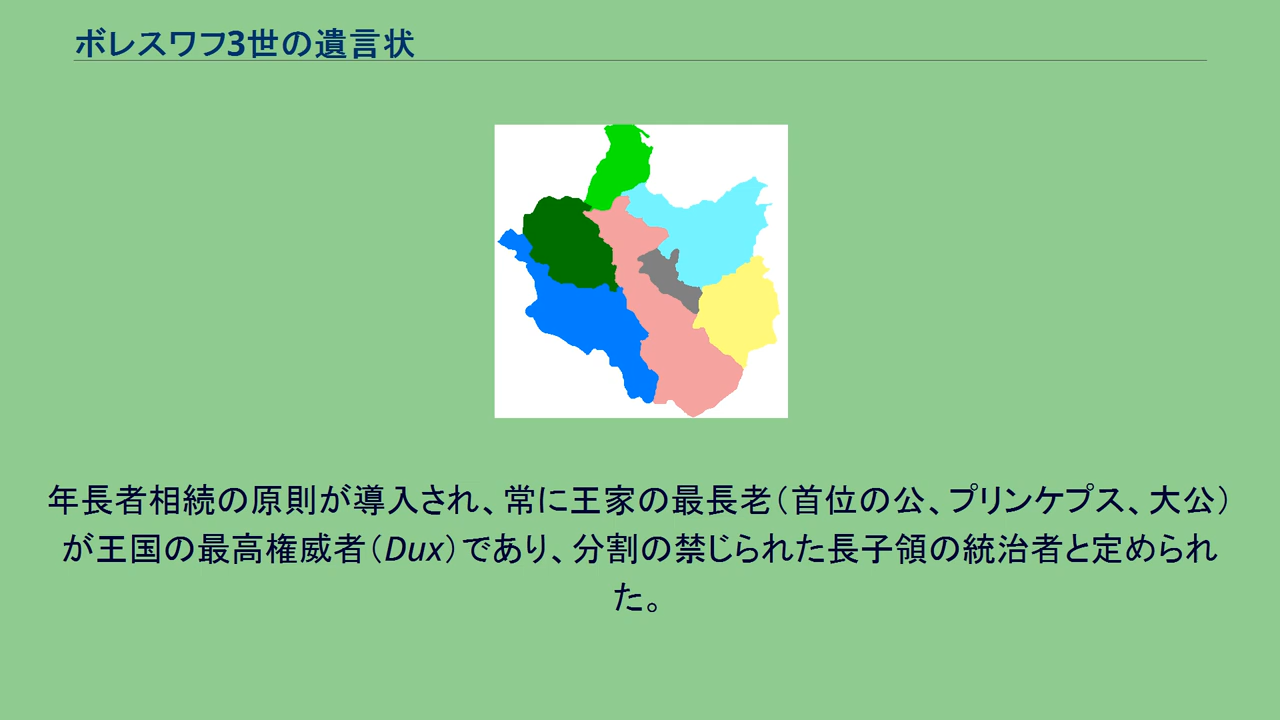 ボレスワフ3世の遺言状
年長者相続の原則が導入され、常に王家の最長老（首位の公、プリンケプス、大公）
が王国の最高権威者（Dux）であり、分割の禁じられた長子領の統治者と定められ
た。